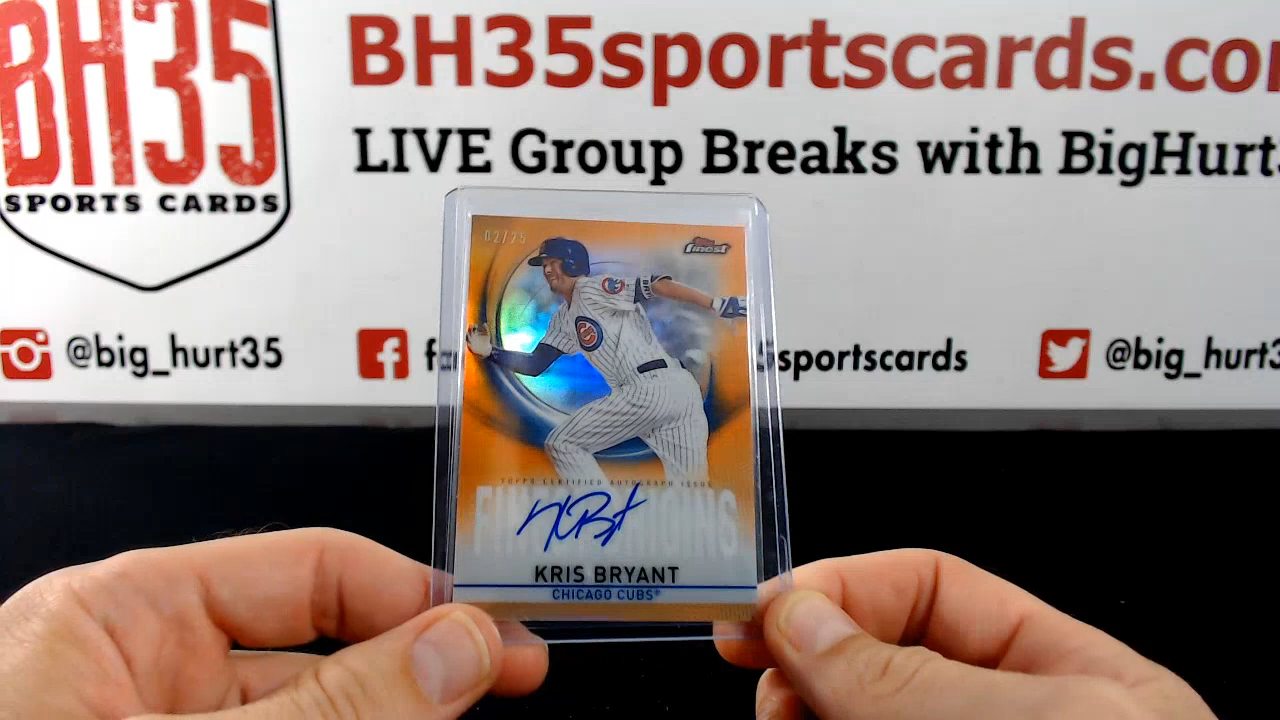 BH35
SPORTS CARDS
BH35sportscards.co
LIVE Group Breaks with BigHurt
@big_hurt35
f
sportscards
@big_hurt3
02/25
Topps
finest
TOPPS CERTIFIED AUTOGRAPH ISSUE
KRIS BRYANT
CHICAGO CUBS®